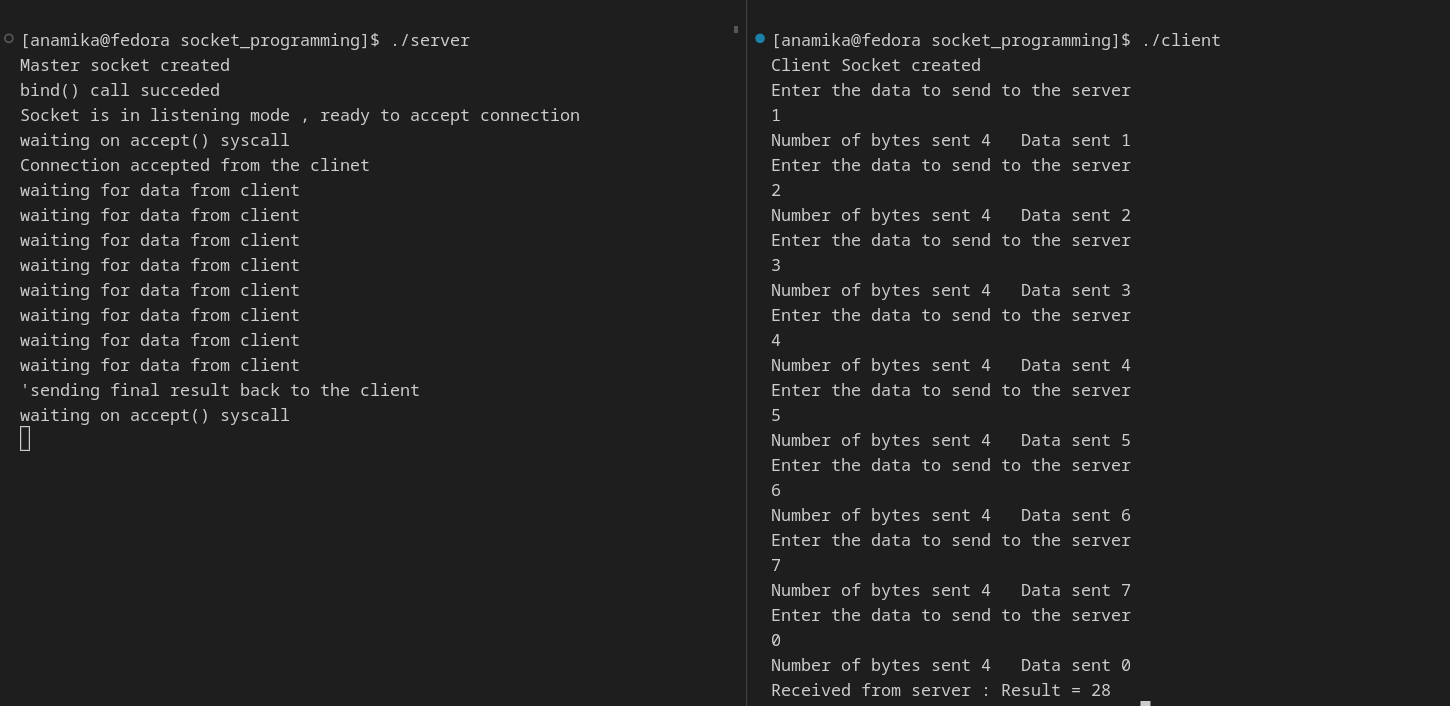 [anamika@fedora socket_programming]$ ./server
Master socket created
bind() call succeded
Socket is in listening mode , ready to accept connection
waiting on accept() syscall
Connection accepted from the clinet
waiting for data from client
waiting for data from client
waiting for data from client
waiting for data from client
waiting for data from client
waiting for data from client
waiting for data from client
waiting for data from client
'sending final result back to the client
waiting on accept() syscall
[anamika@fedora socket_programming]$ ./client
Client Socket created
Enter the data to send to the server
1
Number of bytes sent 4   Data sent 1
Enter the data to send to the server
2
Number of bytes sent 4   Data sent 2
Enter the data to send to the server
3
Number of bytes sent 4   Data sent 3
Enter the data to send to the server
4
Number of bytes sent 4   Data sent 4
Enter the data to send to the server
5
Number of bytes sent 4   Data sent 5
Enter the data to send to the server
6
Number of bytes sent 4   Data sent 6
Enter the data to send to the server
7
Number of bytes sent 4   Data sent 7
Enter the data to send to the server
0
Number of bytes sent 4   Data sent 0
Received from server : Result = 28